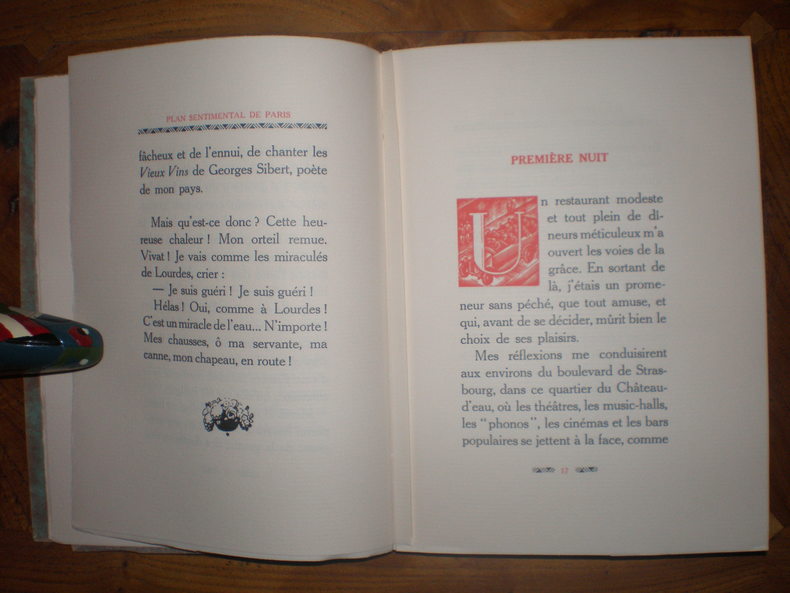 PLAN SENTIMENTAL DE PARIS
fâcheux et de l'ennui, de chanter les
Vieux Vins de Georges Sibert, poète
de mon pays.
Mais qu'est-ce donc ? Cette heu-
reuse chaleur ! Mon orteil remue.
Vivat ! Je vais comme les miraculés
de Lourdes, crier :
— Je suis guéri ! Je suis guéri !
Hélas ! Oui, comme à Lourdes !
C'est un miracle de l'eau... N'importe !
Mes chausses, ô ma servante, ma
canne, mon chapeau, en route !
PREMIÈRE NUIT
Un restaurant modeste
et tout plein de dî-
neurs méticuleux m'a
ouvert les voies de la
grâce. En sortant de
là, j'étais un prome-
neur sans péché, que tout amuse, et
qui, avant de se décider, mûrit bien le
choix de ses plaisirs.
Mes réflexions me conduisirent
aux environs du boulevard de Stras-
bourg, dans ce quartier du Château-
d'eau, où les théâtres, les music-halls,
les "phonos", les cinémas et les bars
populaires se jettent à la face, comme
17